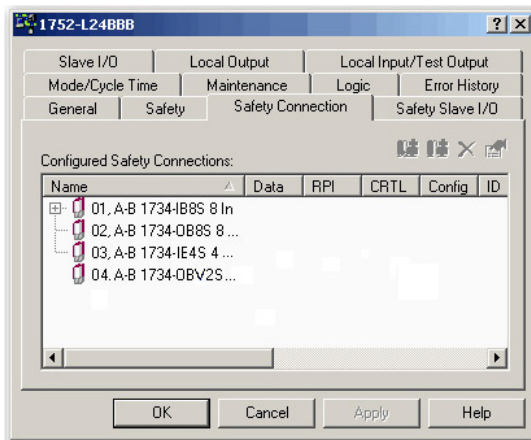 1752-L24BBB
Slave I/O Local Output Local Input/Test Output
Mode/Cycle Time Maintenance Logic Error History
General Safety Safety Connection Safety Slave I/O
Configured Safety Connections:
Name Data RPI CRTL Config ID
01, A-B 1734-IB8S 8 In
02, A-B 1734-OB8S 8 ...
03, A-B 1734-IE4S 4 ...
04. A-B 1734-OBV2S...
OK Cancel Apply Help